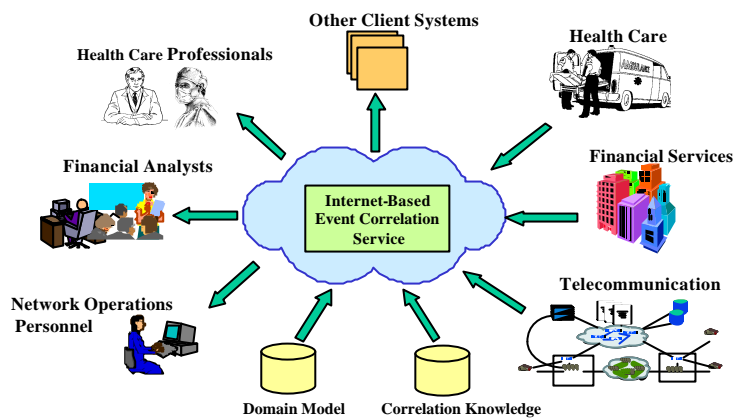 Other Client Systems
Health Care
Health Care Professionals
Financial Analysts
Financial Services
Internet-Based
Event Correlation
Service
Telecommunication
Network Operations
Personnel
Domain Model
Correlation Knowledge
AMBULANCE